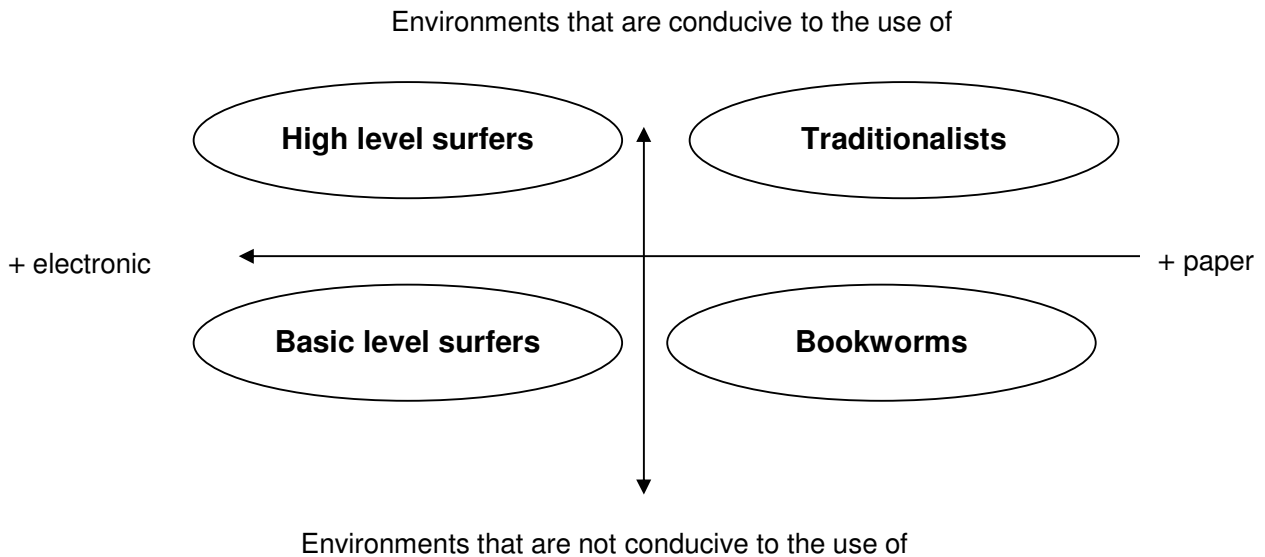 Environments that are conducive to the use of
High level surfers
Traditionalists
+ electronic
+ paper
Basic level surfers
Bookworms
Environments that are not conducive to the use of